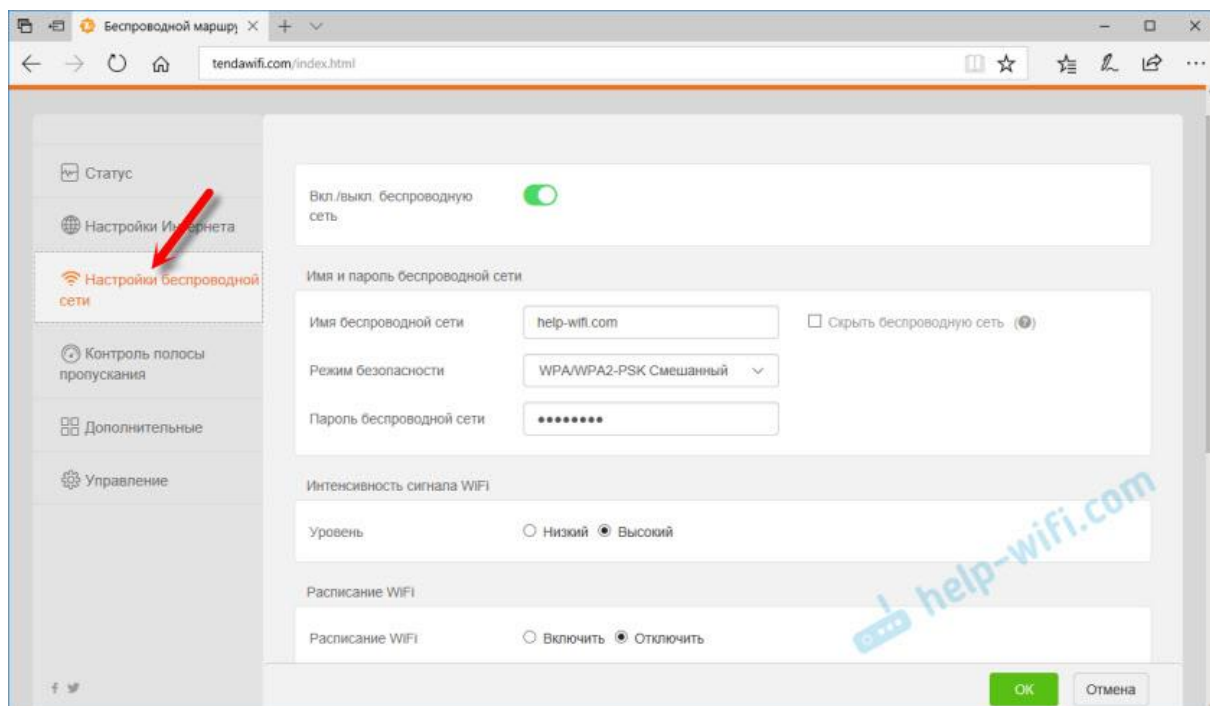 Беспроводной маршру
tendawifi.com/index.html
Статус
Настройки Интернета
Настройки беспроводной
сети
Контроль полосы
пропускания
Дополнительные
Управление
Вкл./выкл. беспроводную
сеть
Имя и пароль беспроводной сети
Имя беспроводной сети
help-wifi.com
Скрыть беспроводную сеть (?)
Режим безопасности
WPA/WPA2-PSK Смешанный
Пароль беспроводной сети
••••••••
Интенсивность сигнала WiFi
Уровень
Низкий
Высокий
Расписание WiFi
Расписание WiFi
Включить
Отключить
help-wifi.com
OK
Отмена